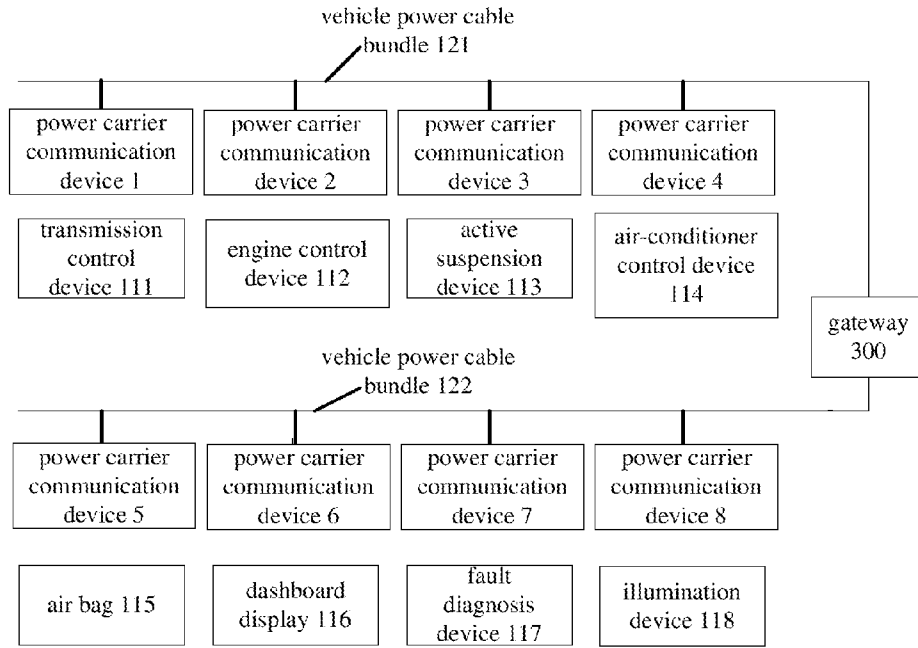 vehicle power cable
bundle 121
power carrier
communication
device 1
power carrier
communication
device 2
power carrier
communication
device 3
power carrier
communication
device 4
transmission
control
device 111
engine control
device 112
active
suspension
device 113
air-conditioner
control device
114
gateway
300
vehicle power cable
bundle 122
power carrier
communication
device 5
power carrier
communication
device 6
power carrier
communication
device 7
power carrier
communication
device 8
air bag 115
dashboard
display 116
fault
diagnosis
device 117
illumination
device 118